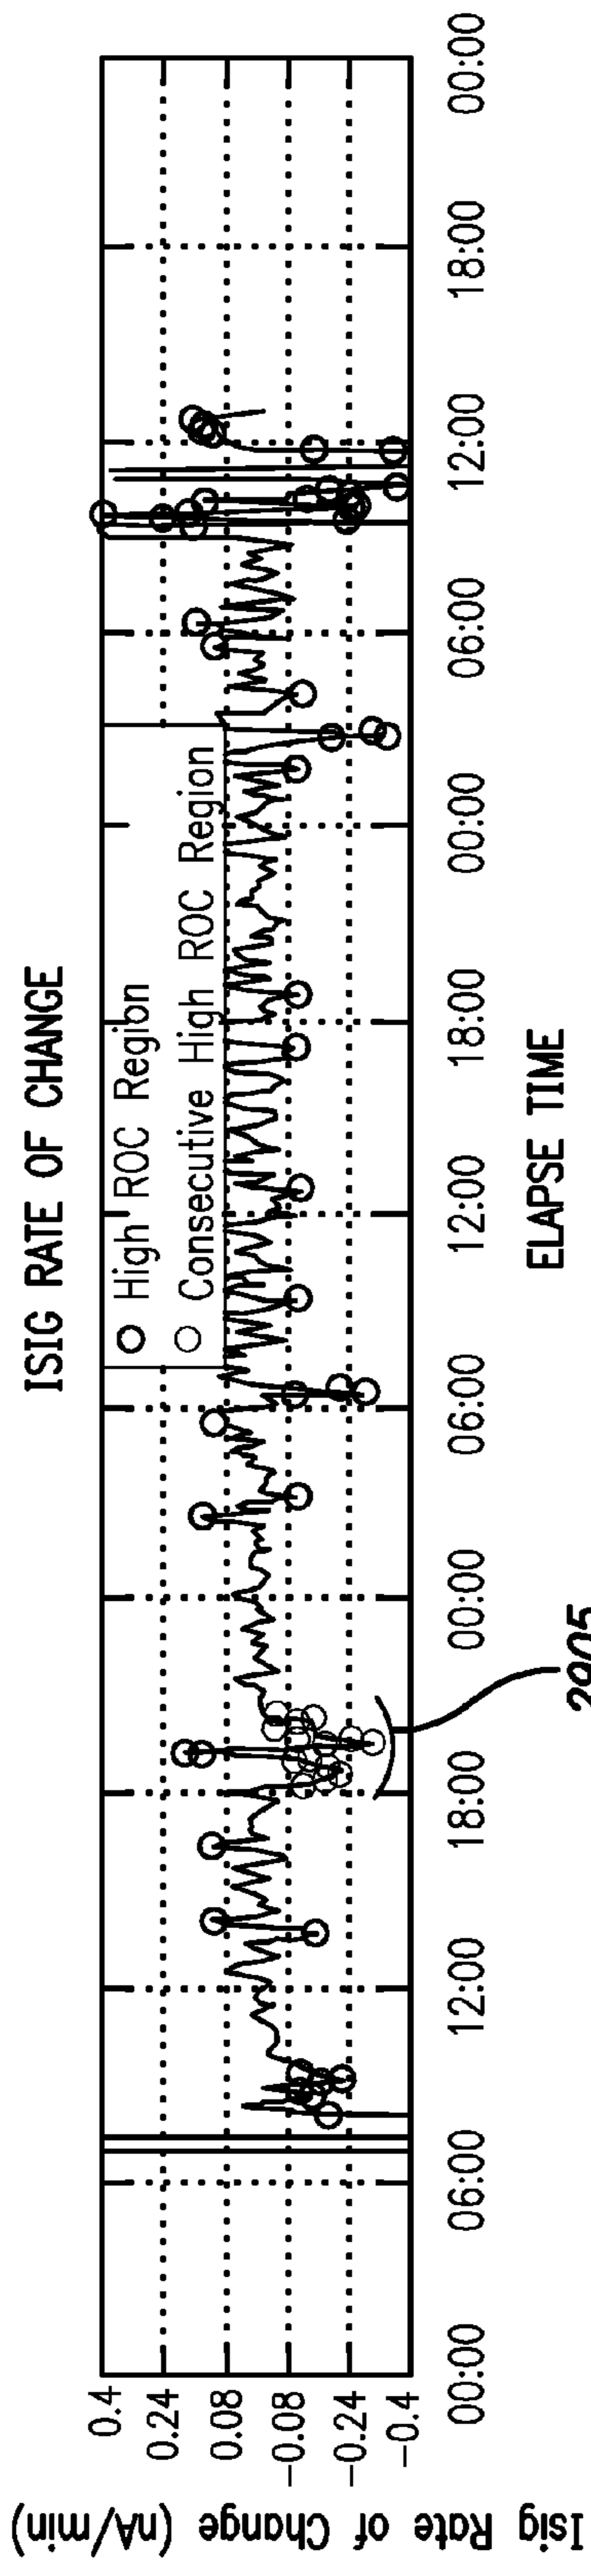 ISIG RATE OF CHANGE
Isig Rate of Change (nA/min)
0.4
0.24
0.08
-0.08
-0.24
-0.4
High ROC Region
Consecutive High ROC Region
00:00 06:00 12:00 18:00 00:00 06:00 12:00 18:00 00:00 06:00 12:00 18:00 00:00
ELAPSE TIME
2905